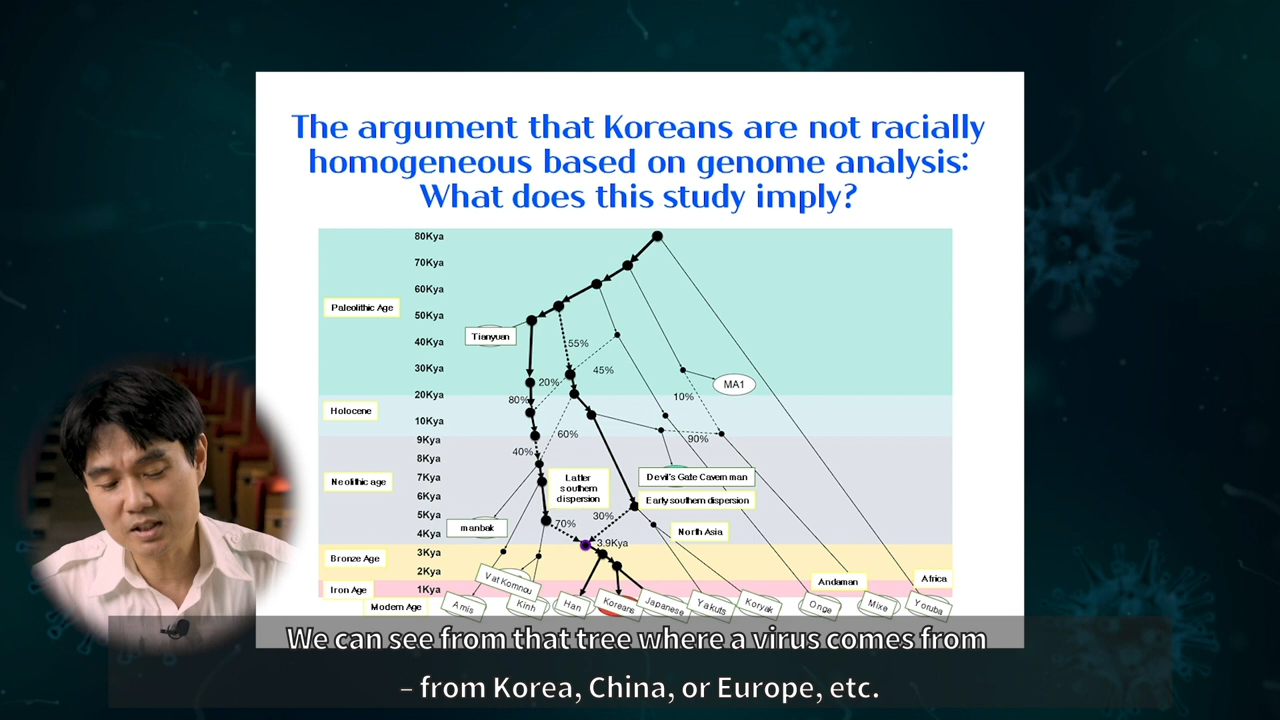 The argument that Koreans are not racially
homogeneous based on genome analysis:
What does this study imply?
80Kya
70Kya
60Kya
Paleolithic Age
50Kya
Tianyuan
55%
40Kya
45%
30Kya
MA1
20%
20Kya
80%
10%
Holocene
10Kya
60%
9Kya
90%
40%
8Kya
Neolithic age
7Kya
Latter
southern
dispersion
Devil's Gate Cavern man
6Kya
Early southern dispersion
5Kya
manbak
70%
30%
North Asia
4Kya
3.9Kya
Bronze Age
3Kya
2Kya
Vat Komnou
Andaman
Africa
Iron Age
1Kya
Modern Age
Amis
Kinh
Han
Koreans
Japanese
Yakuts
Koryak
Onge
Mixe
Yoruba
We can see from that tree where a virus comes from
– from Korea, China, or Europe, etc.